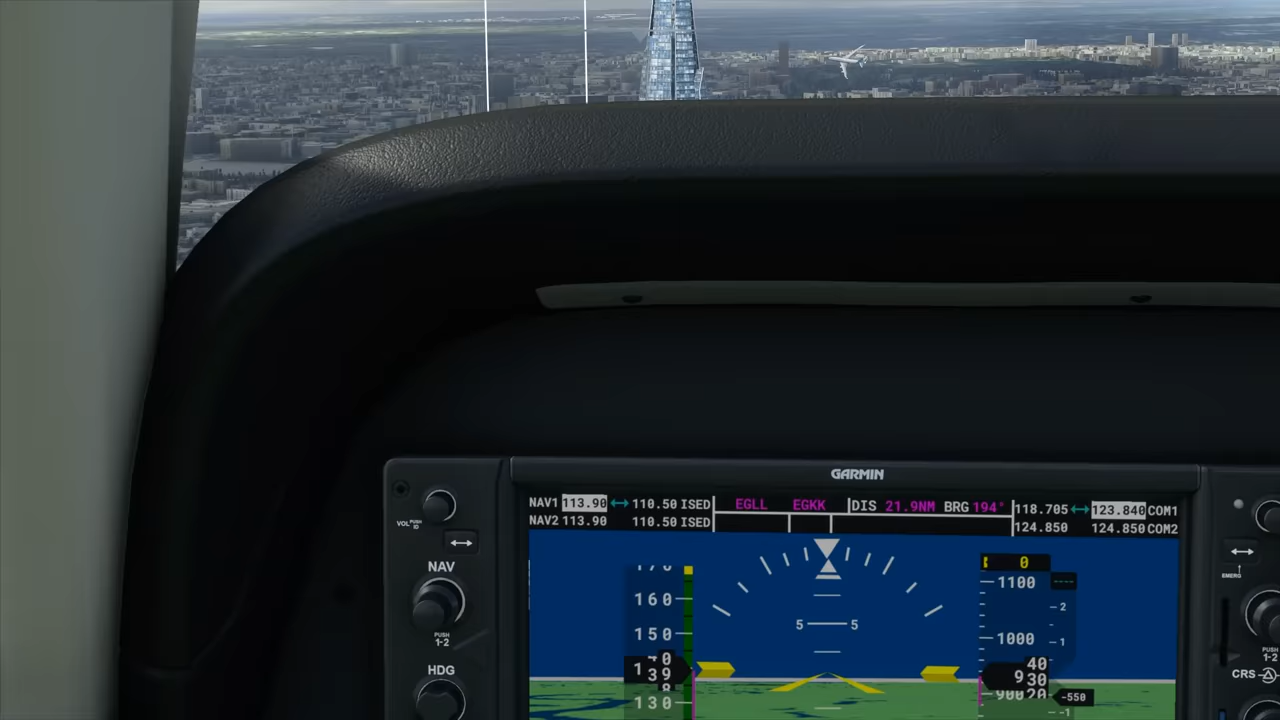 GARMIN
NAV1 113.90 ↔ 110.50 ISED EGLL EGKK DIS 21.9NM BRG 194° 118.705 ↔ 123.840 COM1
NAV2 113.90 110.50 ISED 124.850 124.850 COM2
VOL PUSH ID
EMERG
NAV
PUSH
1-2
HDG
160
150
139
130
5 5
0
1100
1000
930
900
2
1
1
-550
PUSH
1-2
CRS